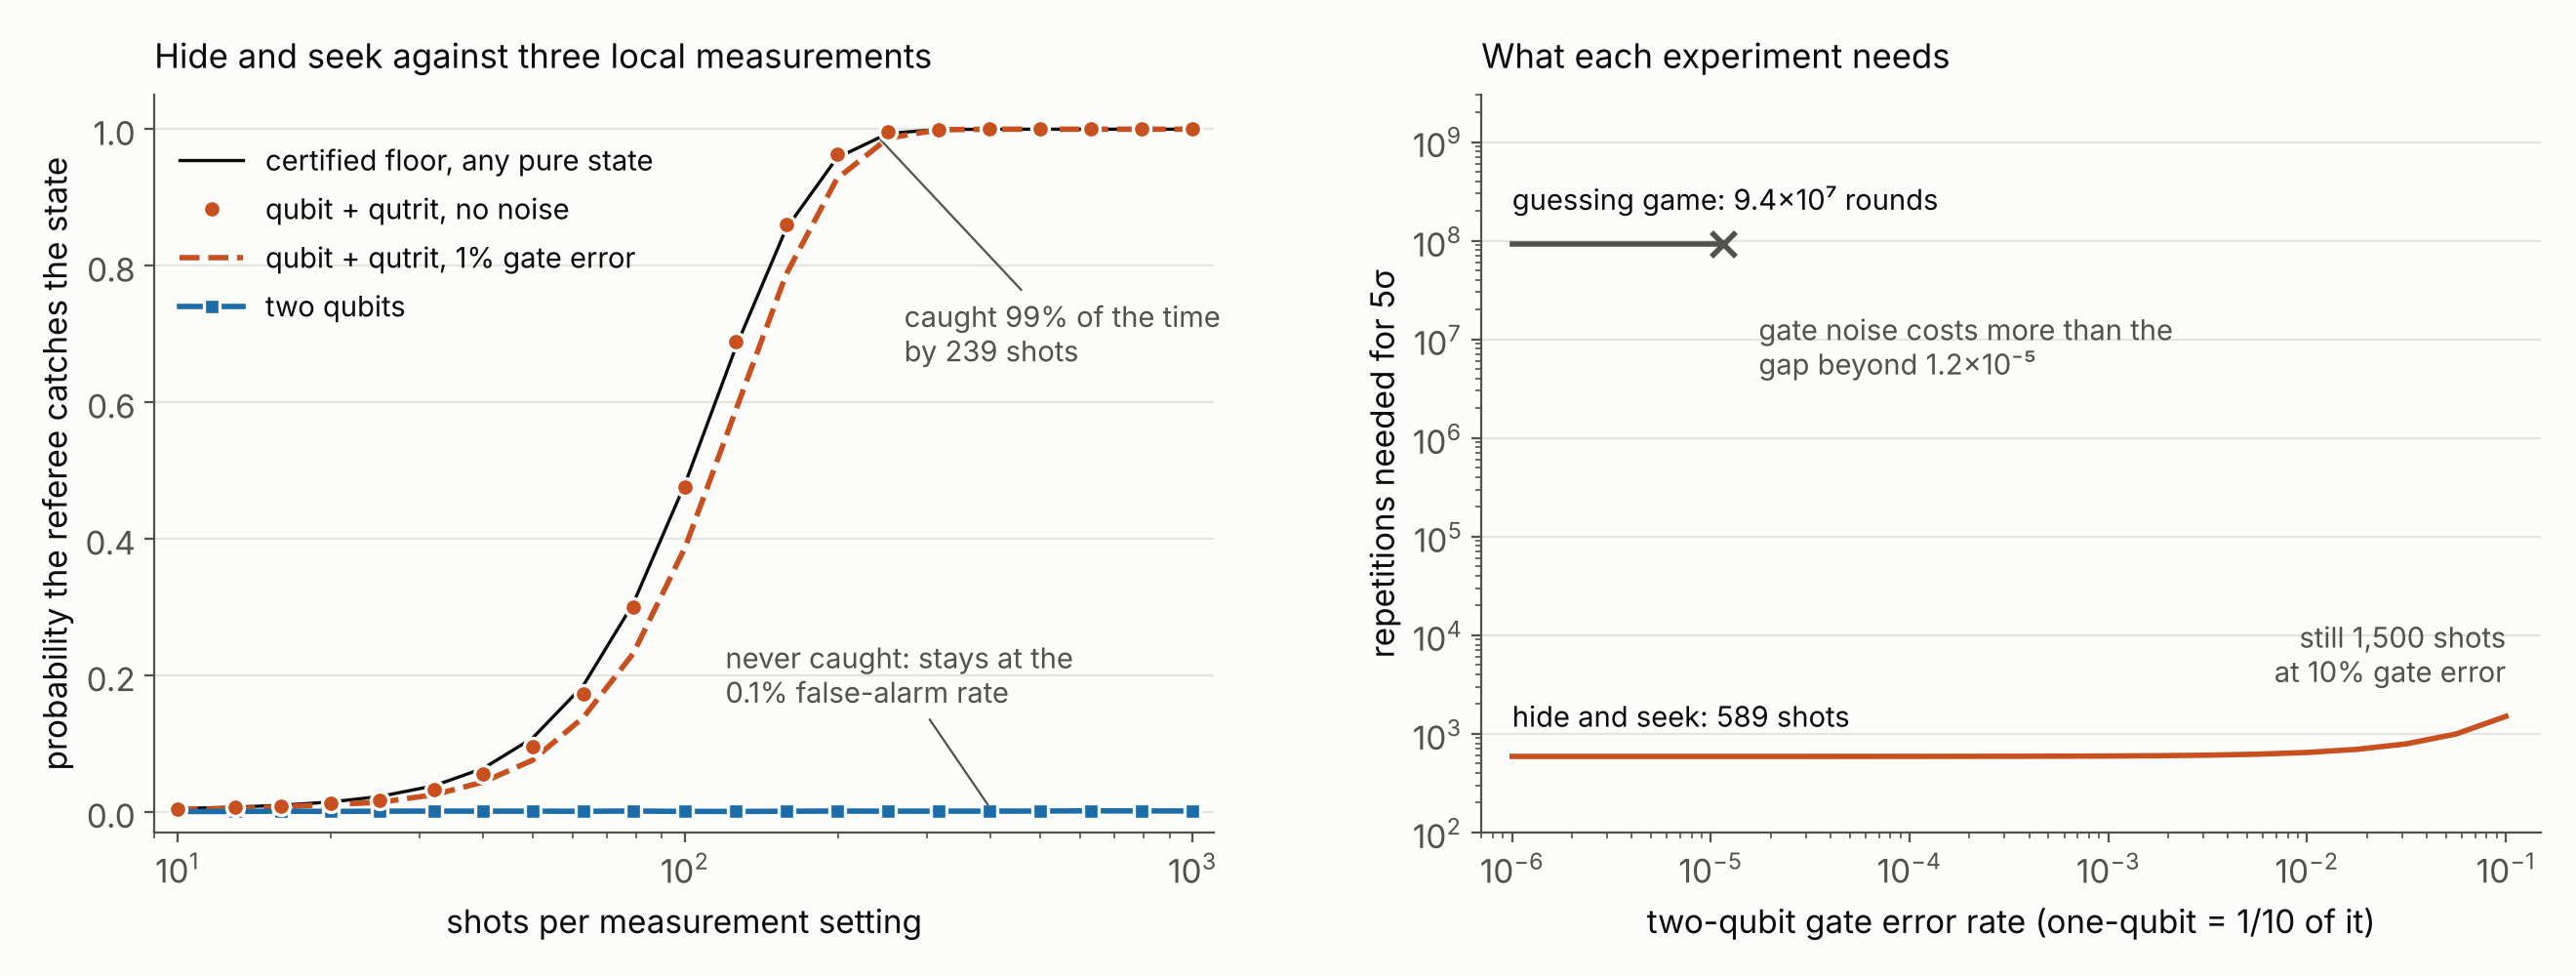 Hide and seek against three local measurements
probability the referee catches the state
1.0
0.8
0.6
0.4
0.2
0.0
certified floor, any pure state
qubit + qutrit, no noise
qubit + qutrit, 1% gate error
two qubits
caught 99% of the time
by 239 shots
never caught: stays at the
0.1% false-alarm rate
10¹
10²
10³
shots per measurement setting
What each experiment needs
repetitions needed for 5σ
10⁹
10⁸
10⁷
10⁶
10⁵
10⁴
10³
10²
guessing game: 9.4×10⁷ rounds
gate noise costs more than the
gap beyond 1.2×10⁻⁵
still 1,500 shots
at 10% gate error
hide and seek: 589 shots
10⁻⁶
10⁻⁵
10⁻⁴
10⁻³
10⁻²
10⁻¹
two-qubit gate error rate (one-qubit = 1/10 of it)